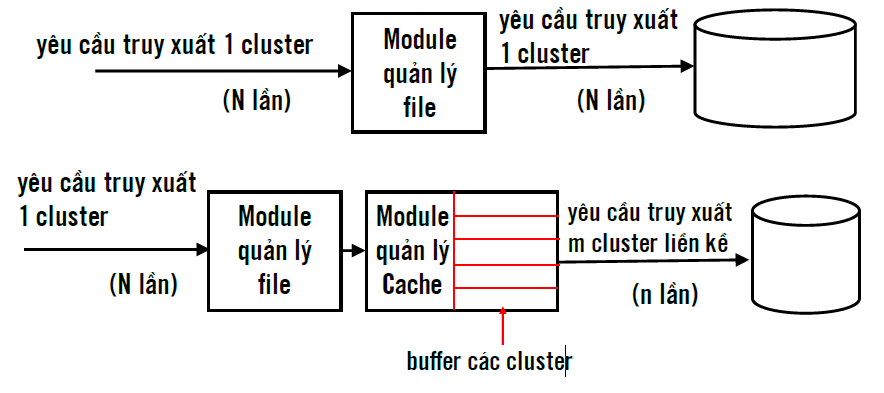 yêu cầu truy xuất 1 cluster
(N lần)
Module
quản lý
file
yêu cầu truy xuất
1 cluster
(N lần)
yêu cầu truy xuất
1 cluster
(N lần)
Module
quản lý
file
Module
quản lý
Cache
yêu cầu truy xuất
m cluster liền kề
(n lần)
buffer các cluster